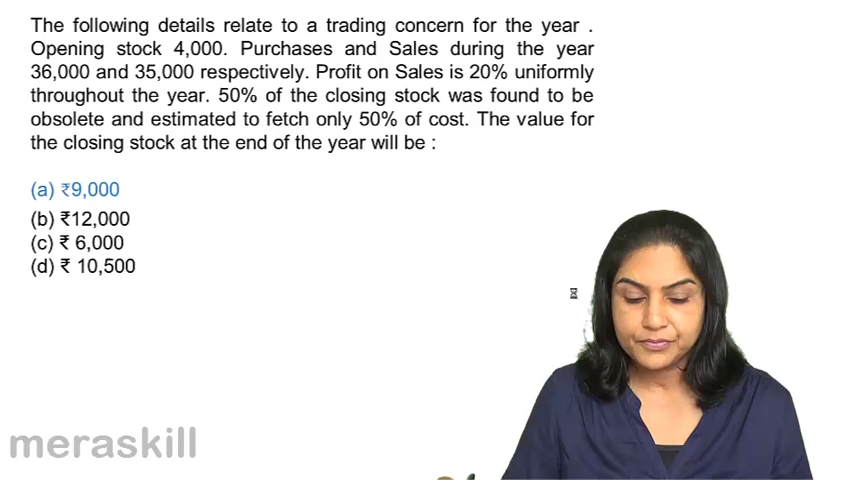 The following details relate to a trading concern for the year .
Opening stock 4,000. Purchases and Sales during the year
36,000 and 35,000 respectively. Profit on Sales is 20% uniformly
throughout the year. 50% of the closing stock was found to be
obsolete and estimated to fetch only 50% of cost. The value for
the closing stock at the end of the year will be :
(a) ₹9,000
(b) ₹12,000
(c) ₹ 6,000
(d) ₹ 10,500
meraskill